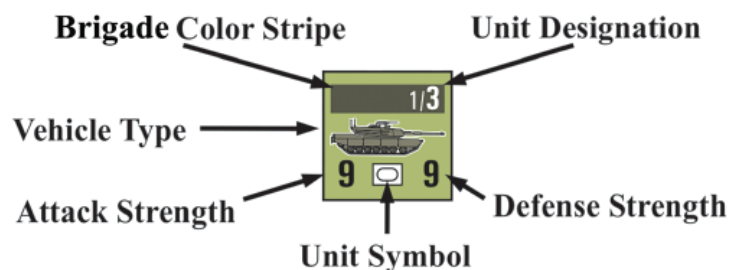 Brigade Color Stripe
Unit Designation
1/3
Vehicle Type
9 9
Attack Strength
Defense Strength
Unit Symbol